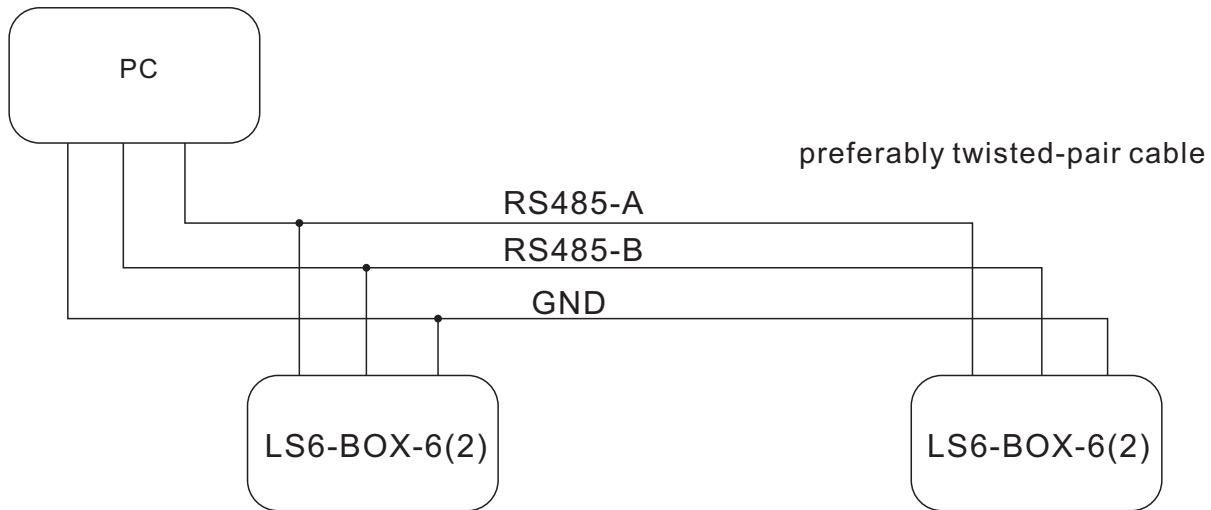 PC
preferably twisted-pair cable
RS485-A
RS485-B
GND
LS6-BOX-6(2)
LS6-BOX-6(2)